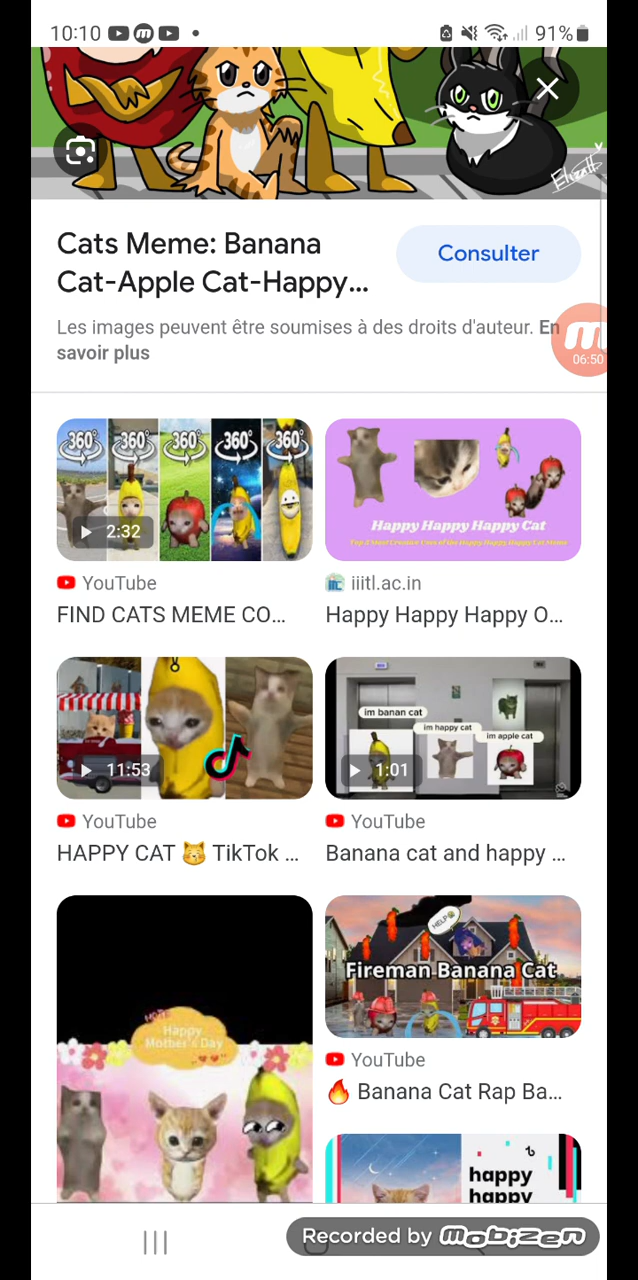 10:10
91%
Elizatt
Cats Meme: Banana
Cat-Apple Cat-Happy...
Consulter
Les images peuvent être soumises à des droits d'auteur. En
savoir plus
06:50
360° 360° 360° 360° 360°
2:32
Happy Happy Happy Cat
YouTube
FIND CATS MEME CO...
iiitl.ac.in
Happy Happy Happy O...
im banan cat
im happy cat
im apple cat
11:53
1:01
YouTube
HAPPY CAT 😽 TikTok ...
YouTube
Banana cat and happy ...
HELP
Fireman Banana Cat
Happy
Mother's Day
YouTube
🔥 Banana Cat Rap Ba...
happy
happy
Recorded by mobizen